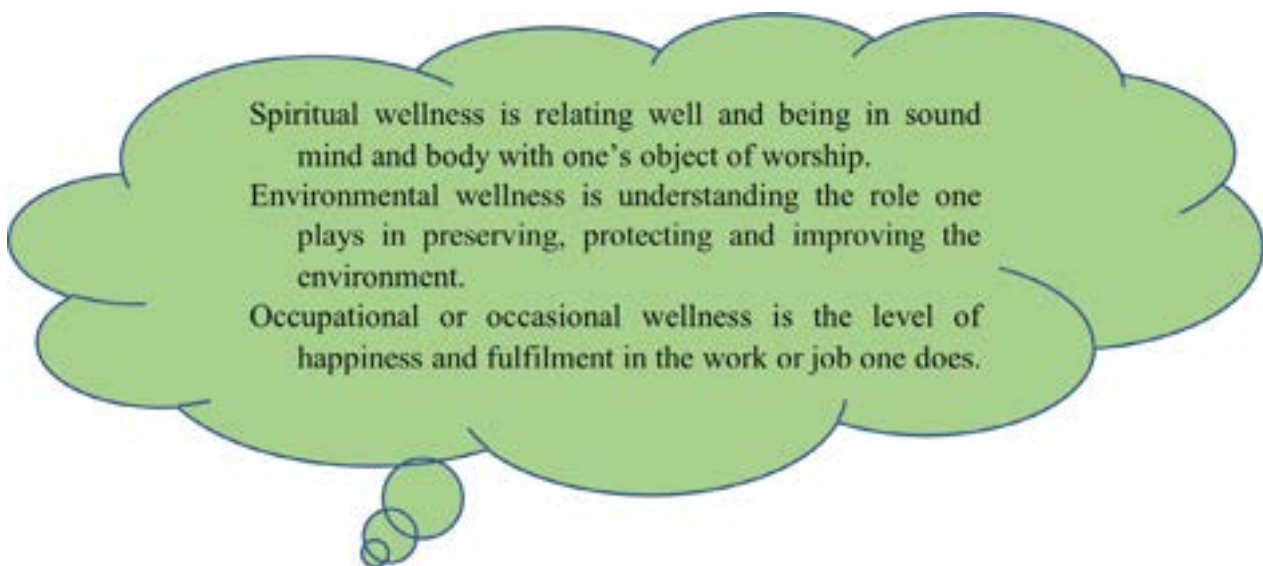 Spiritual wellness is relating well and being in sound
mind and body with one’s object of worship.
Environmental wellness is understanding the role one
plays in preserving, protecting and improving the
environment.
Occupational or occasional wellness is the level of
happiness and fulfilment in the work or job one does.